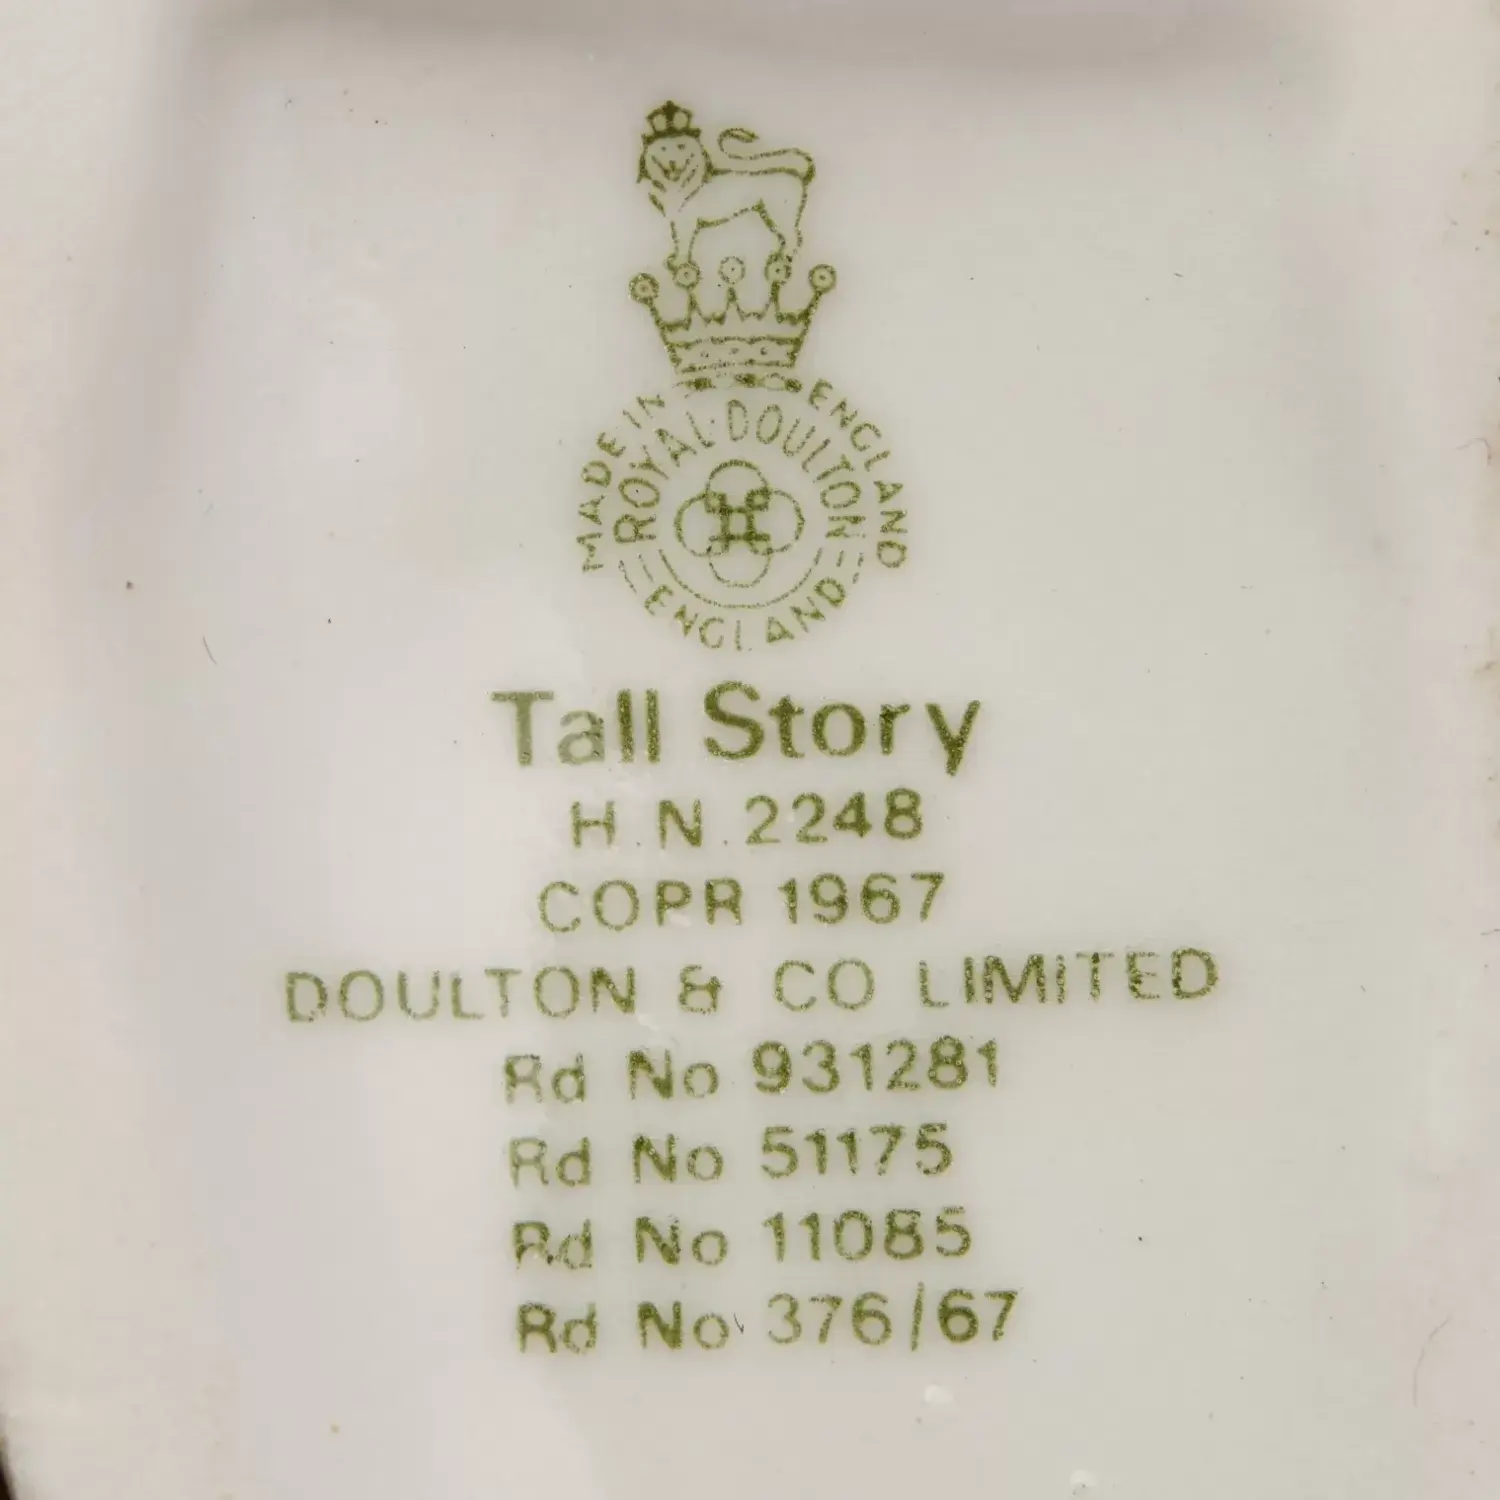 MADE IN ENGLAND
ROYAL DOULTON
ENGLAND
Tall Story
H.N.2248
COPR 1967
DOULTON & CO LIMITED
Rd No 931281
Rd No 51175
Rd No 11085
Rd No 376/67